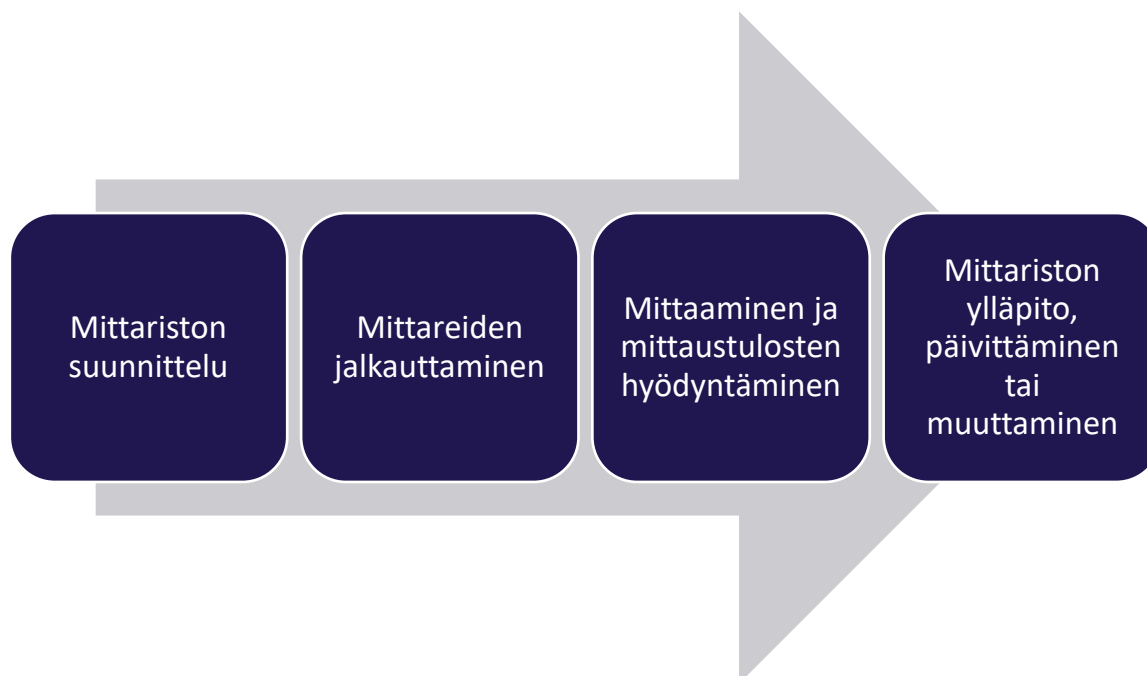 Mittariston
suunnittelu
Mittareiden
jalkauttaminen
Mittaaminen ja
mittaustulosten
hyödyntäminen
Mittariston
ylläpito,
päivittäminen
tai
muuttaminen